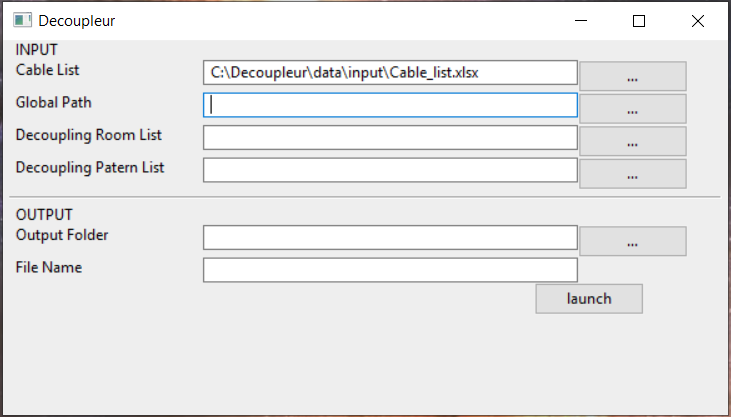 Decoupleur
INPUT
Cable List C:\Decoupleur\data\input\Cable_list.xlsx ...
Global Path ...
Decoupling Room List ...
Decoupling Patern List ...
OUTPUT
Output Folder ...
File Name
launch